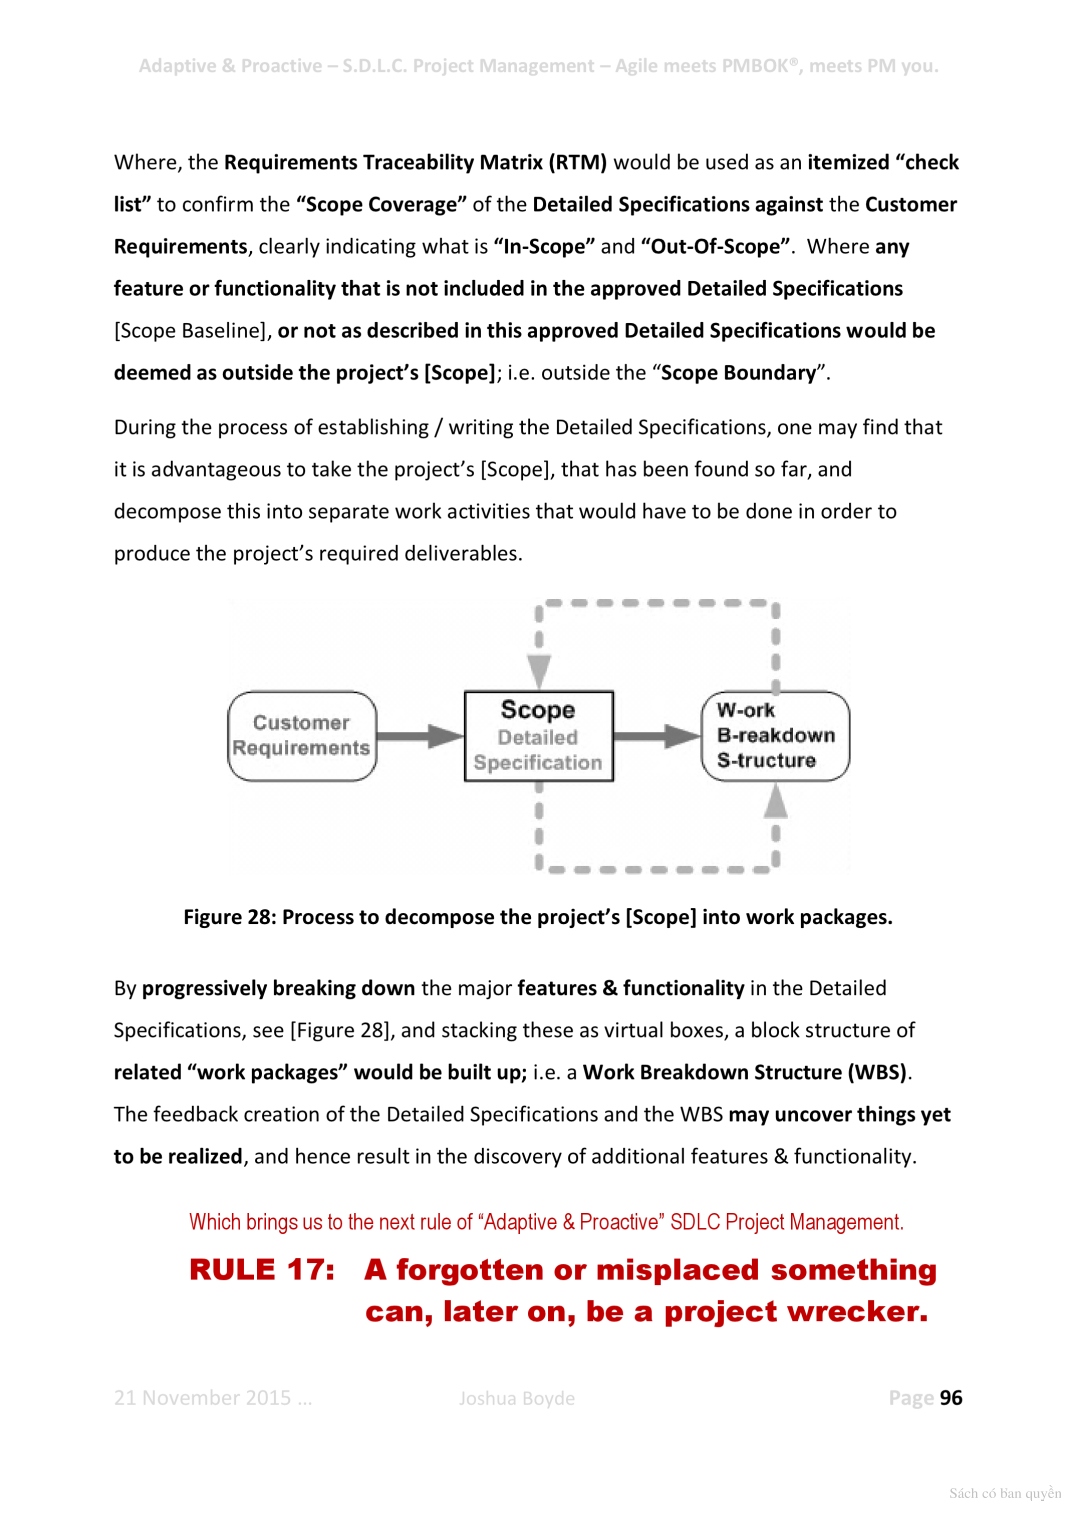 Adaptive & Proactive – S.D.L.C. Project Management – Agile meets PMBOK®, meets PM you.
Where, the Requirements Traceability Matrix (RTM) would be used as an itemized “check
list” to confirm the “Scope Coverage” of the Detailed Specifications against the Customer
Requirements, clearly indicating what is “In-Scope” and “Out-Of-Scope”. Where any
feature or functionality that is not included in the approved Detailed Specifications
[Scope Baseline], or not as described in this approved Detailed Specifications would be
deemed as outside the project’s [Scope]; i.e. outside the “Scope Boundary”.
During the process of establishing / writing the Detailed Specifications, one may find that
it is advantageous to take the project’s [Scope], that has been found so far, and
decompose this into separate work activities that would have to be done in order to
produce the project’s required deliverables.
Customer
Requirements
Scope
Detailed
Specification
W-ork
B-reakdown
S-tructure
Figure 28: Process to decompose the project’s [Scope] into work packages.
By progressively breaking down the major features & functionality in the Detailed
Specifications, see [Figure 28], and stacking these as virtual boxes, a block structure of
related “work packages” would be built up; i.e. a Work Breakdown Structure (WBS).
The feedback creation of the Detailed Specifications and the WBS may uncover things yet
to be realized, and hence result in the discovery of additional features & functionality.
Which brings us to the next rule of “Adaptive & Proactive” SDLC Project Management.
RULE 17: A forgotten or misplaced something
can, later on, be a project wrecker.
21 November 2015 ... Joshua Boyde Page 96
Sách có bản quyền